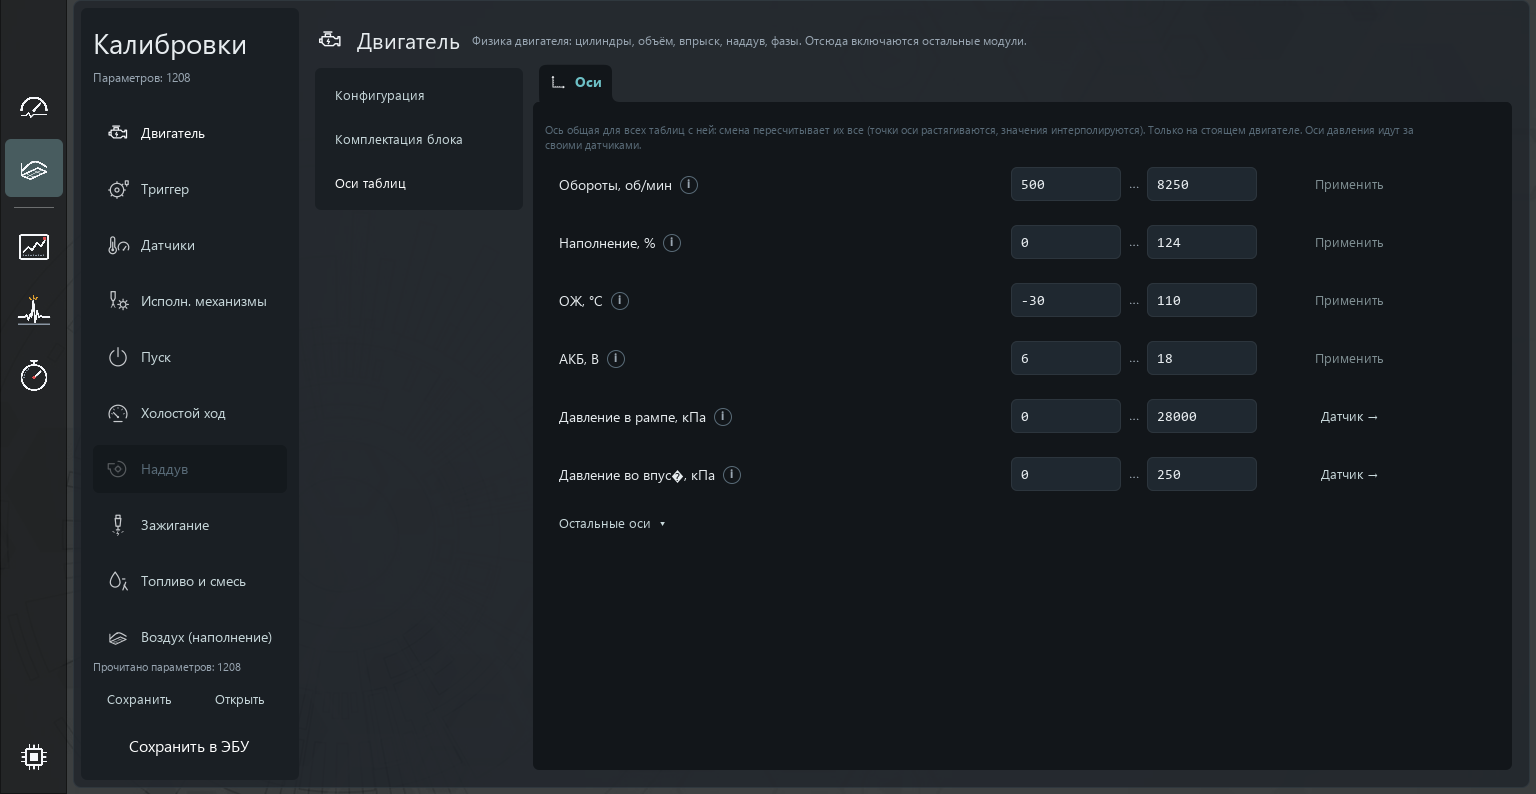 Калибровки
Параметров: 1208
Двигатель
Триггер
Датчики
Исполн. механизмы
Пуск
Холостой ход
Наддув
Зажигание
Топливо и смесь
Воздух (наполнение)
Прочитано параметров: 1208
Сохранить Открыть
Сохранить в ЭБУ
Двигатель Физика двигателя: цилиндры, объём, впрыск, наддув, фазы. Отсюда включаются остальные модули.
Конфигурация
Комплектация блока
Оси таблиц
Оси
Ось общая для всех таблиц с ней: смена пересчитывает их все (точки оси растягиваются, значения интерполируются). Только на стоящем двигателе. Оси давления идут за
своими датчиками.
Обороты, об/мин i 500 ... 8250 Применить
Наполнение, % i 0 ... 124 Применить
ОЖ, °C i -30 ... 110 Применить
АКБ, В i 6 ... 18 Применить
Давление в рампе, кПа i 0 ... 28000 Датчик →
Давление во впус�, кПа i 0 ... 250 Датчик →
Остальные оси ▾